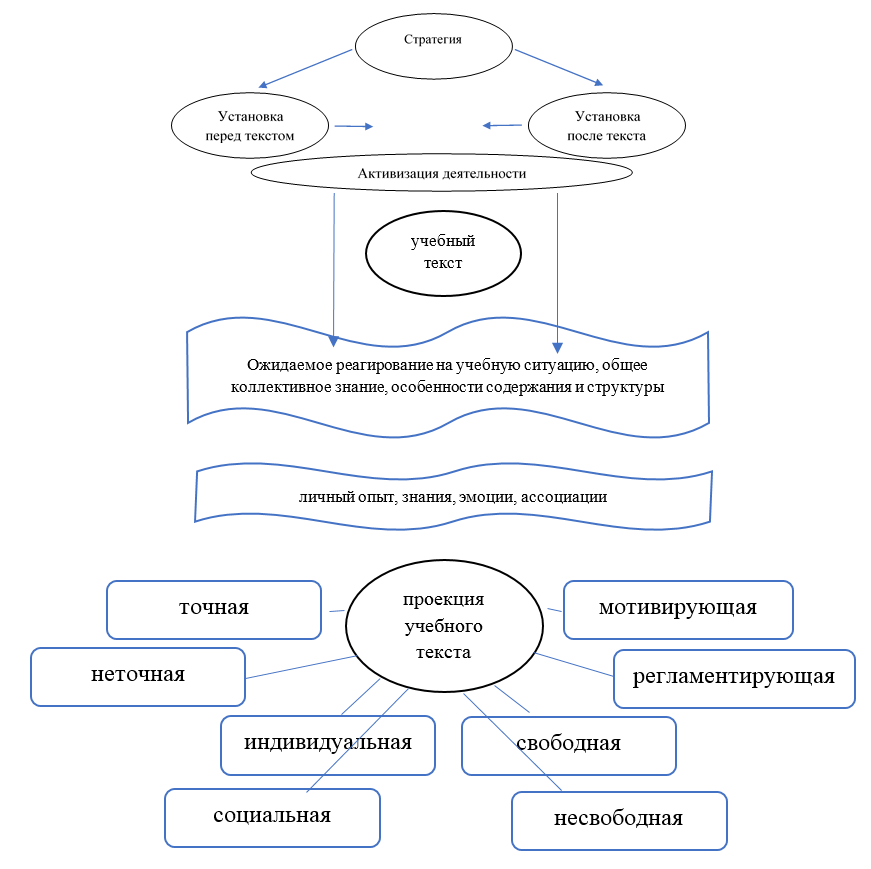 Стратегия
Установка
перед текстом
Установка
после текста
Активизация деятельности
учебный
текст
Ожидаемое реагирование на учебную ситуацию, общее
коллективное знание, особенности содержания и структуры
личный опыт, знания, эмоции, ассоциации
проекция
учебного
текста
точная
мотивирующая
неточная
регламентирующая
индивидуальная
свободная
социальная
несвободная